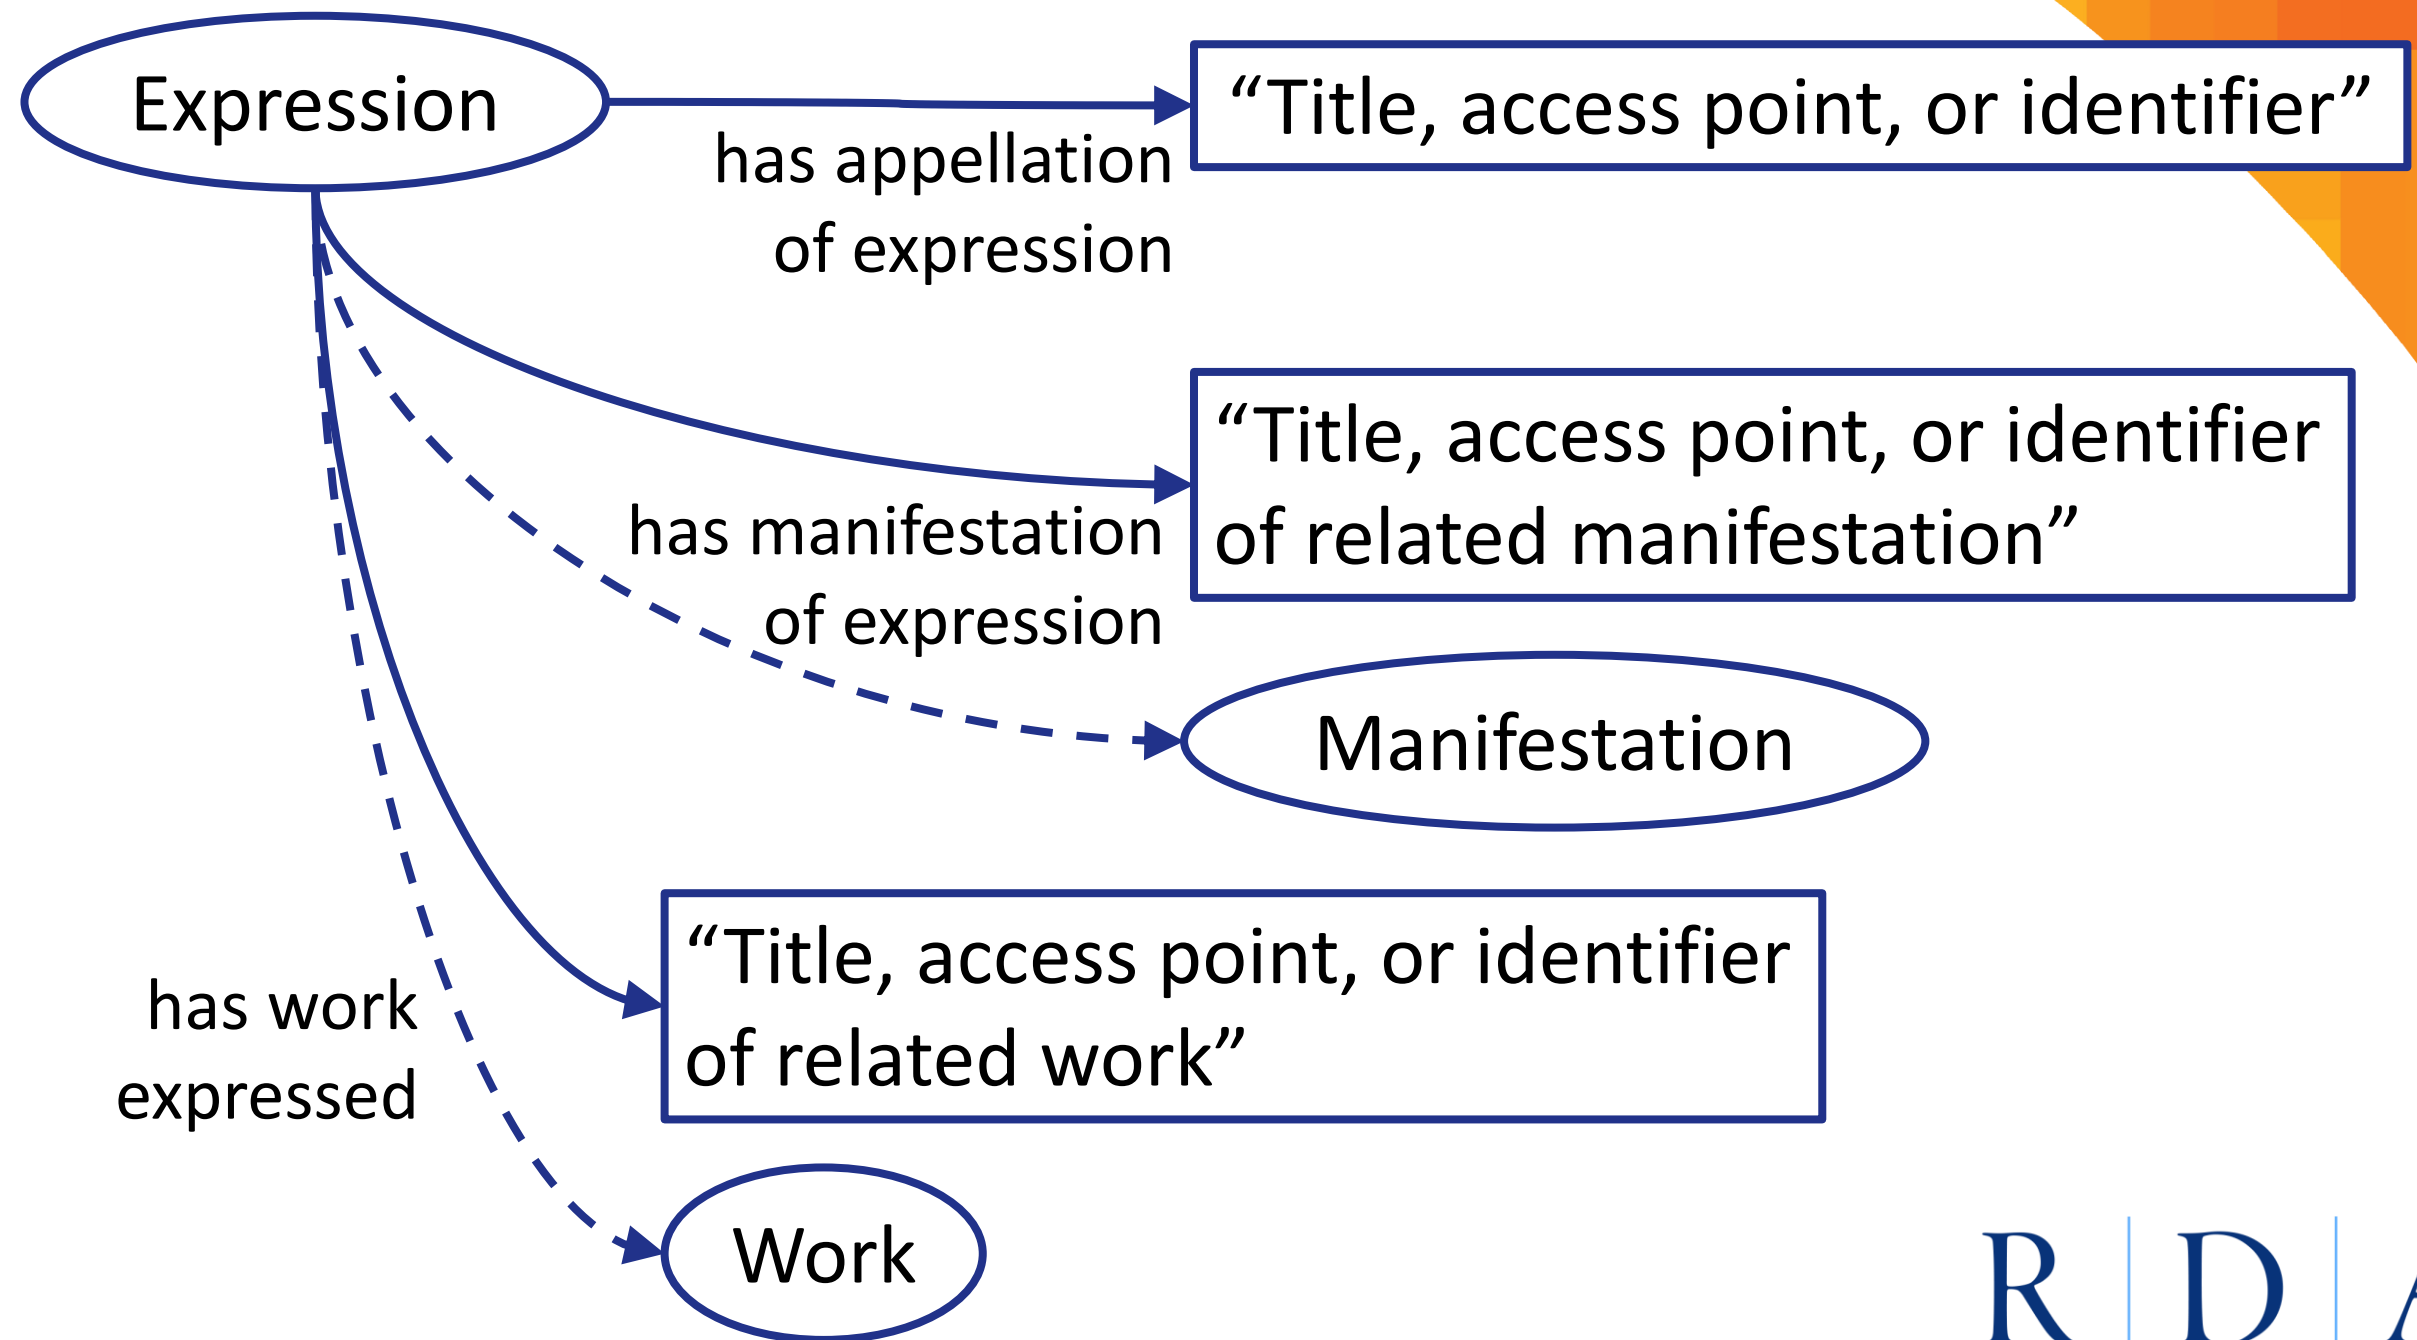 Expression
“Title, access point, or identifier”
has appellation
of expression
“Title, access point, or identifier
of related manifestation”
has manifestation
of expression
Manifestation
“Title, access point, or identifier
of related work”
has work
expressed
Work
R D A